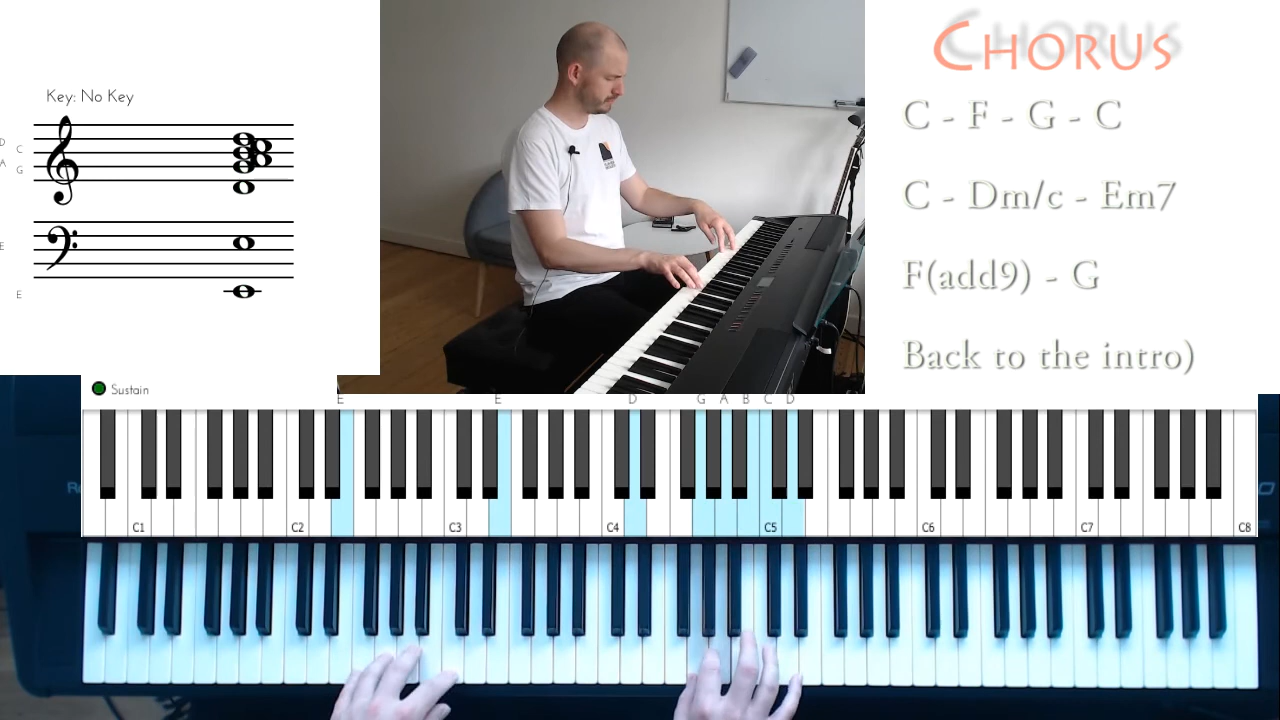 Chorus
C - F - G - C
C - Dm/c - Em7
F(add9) - G
Back to the intro)
Key: No Key
D
C
A
G
E
E
Sustain
E E D G A B C D
C1 C2 C3 C4 C5 C6 C7 C8